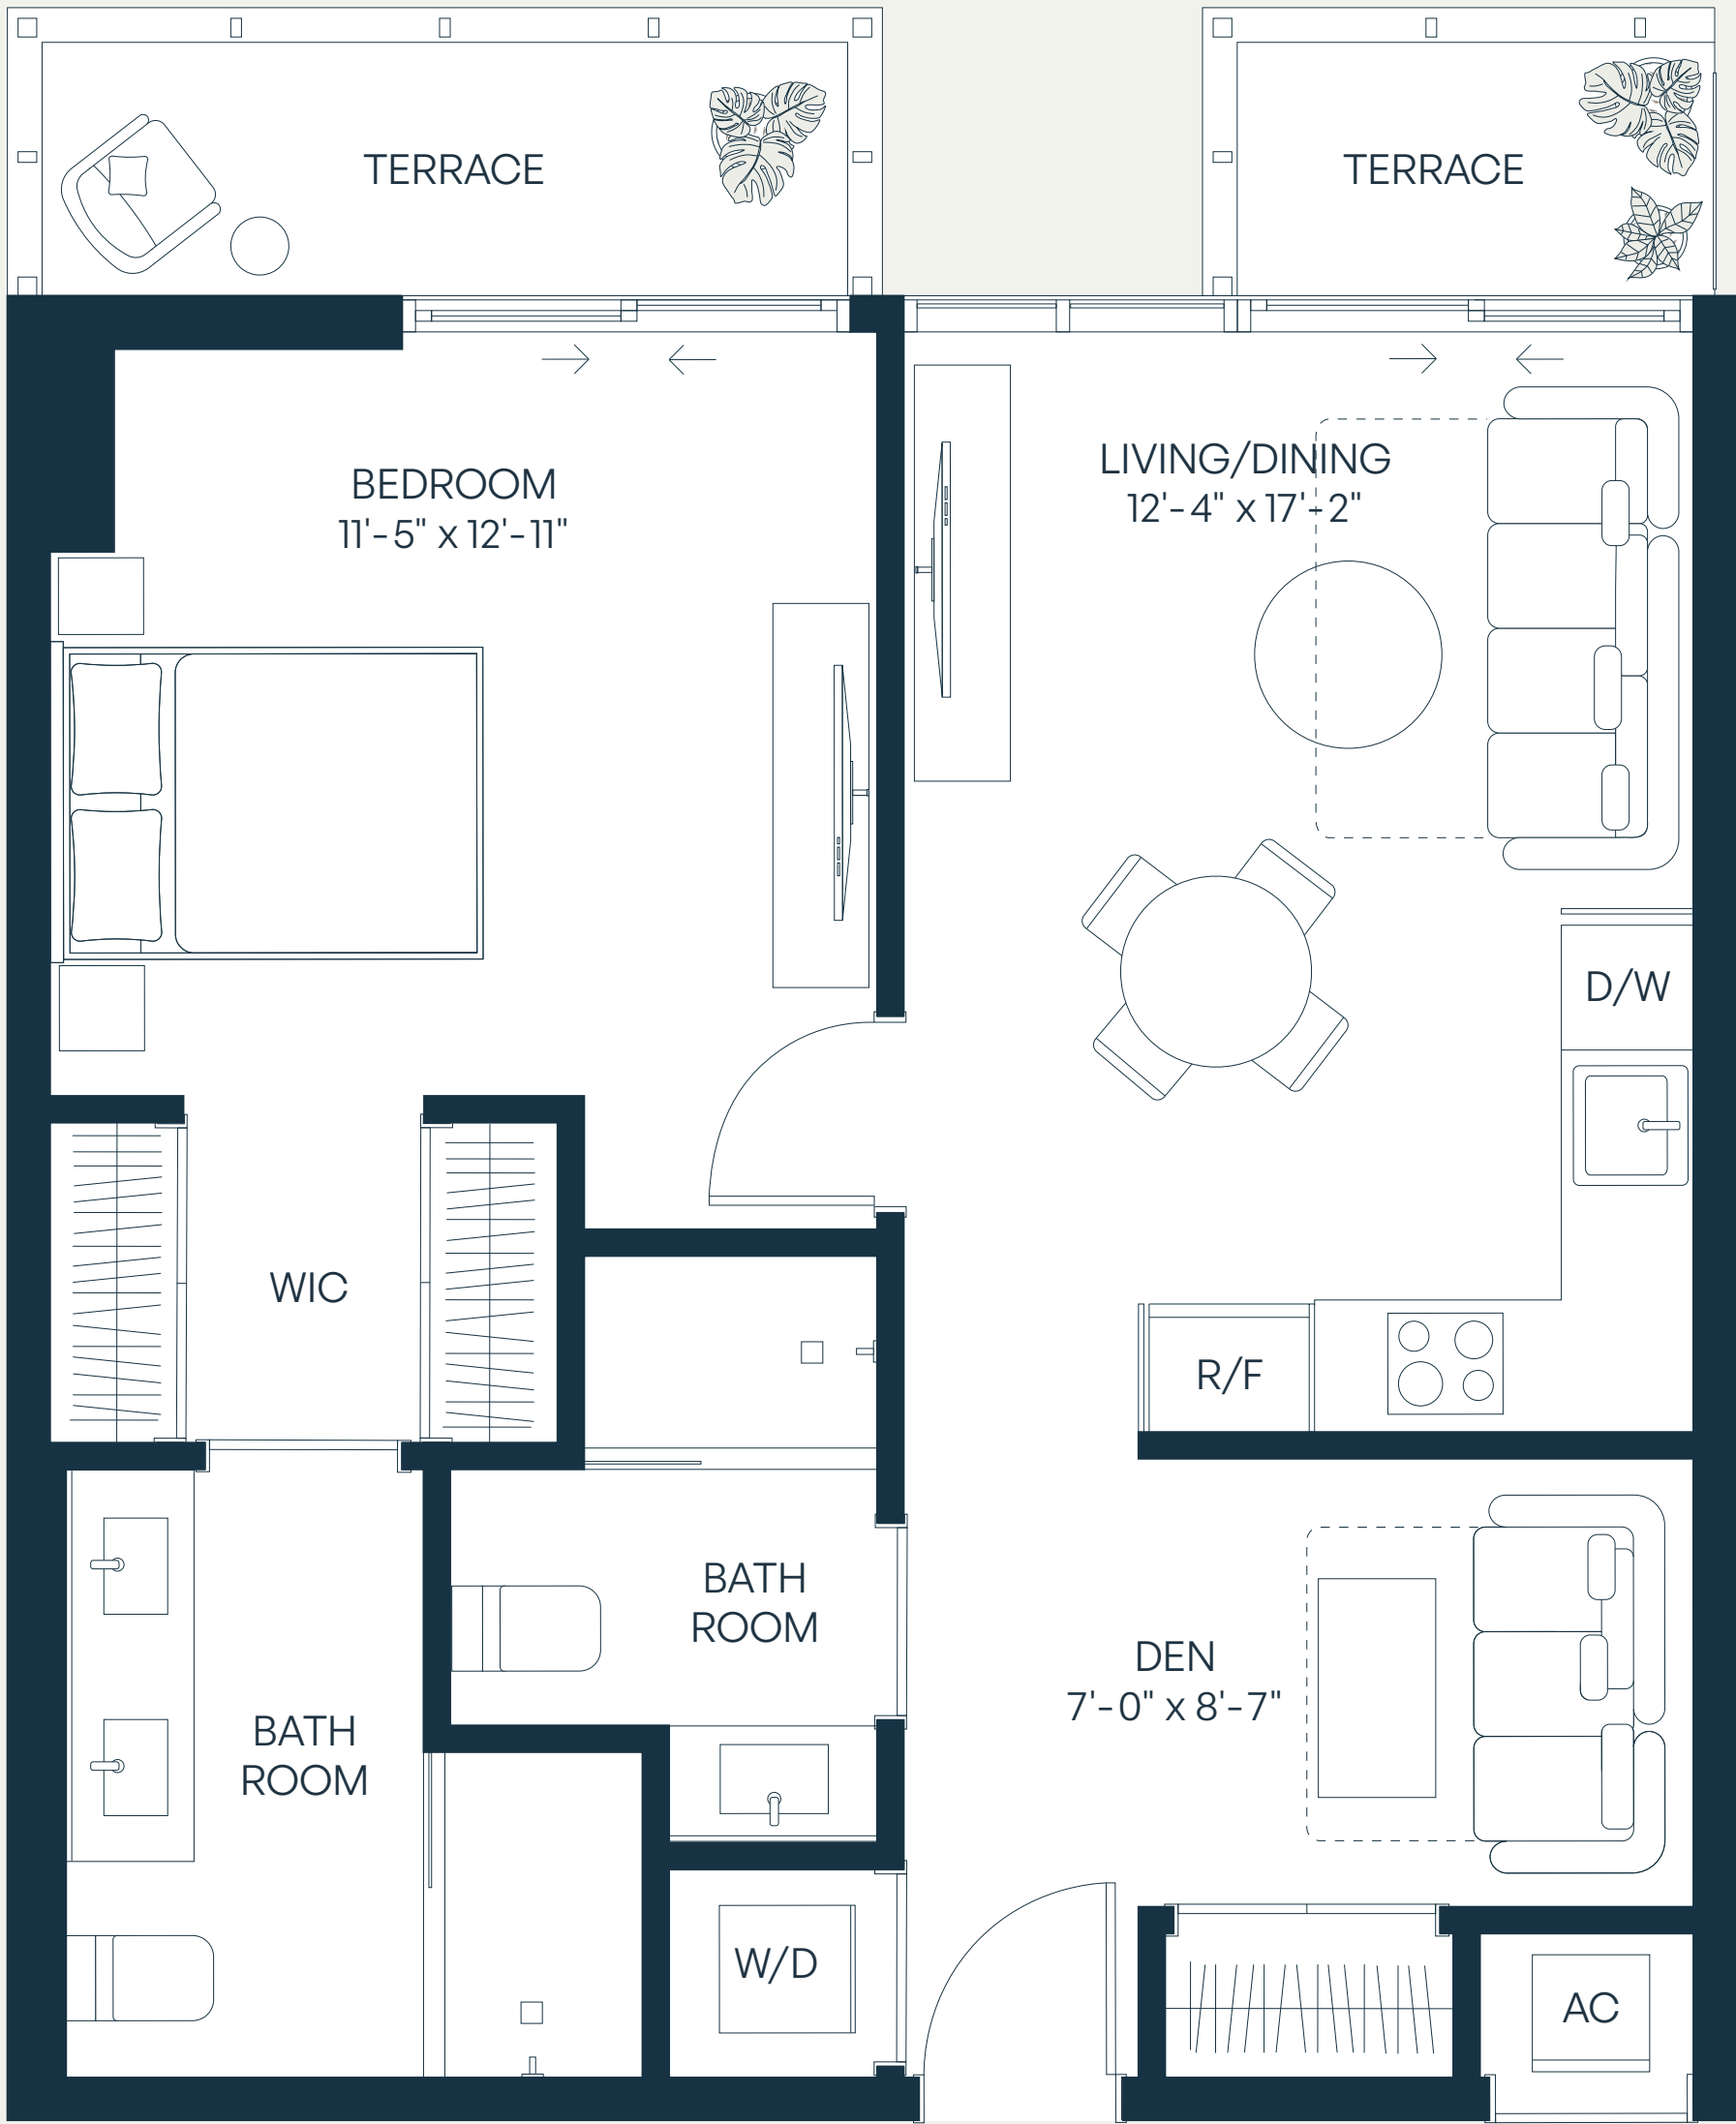 TERRACE
TERRACE
BEDROOM
11'-5" x 12'-11"
LIVING/DINING
12'-4" x 17'-2"
D/W
WIC
R/F
BATH
ROOM
DEN
7'-0" x 8'-7"
BATH
ROOM
W/D
AC